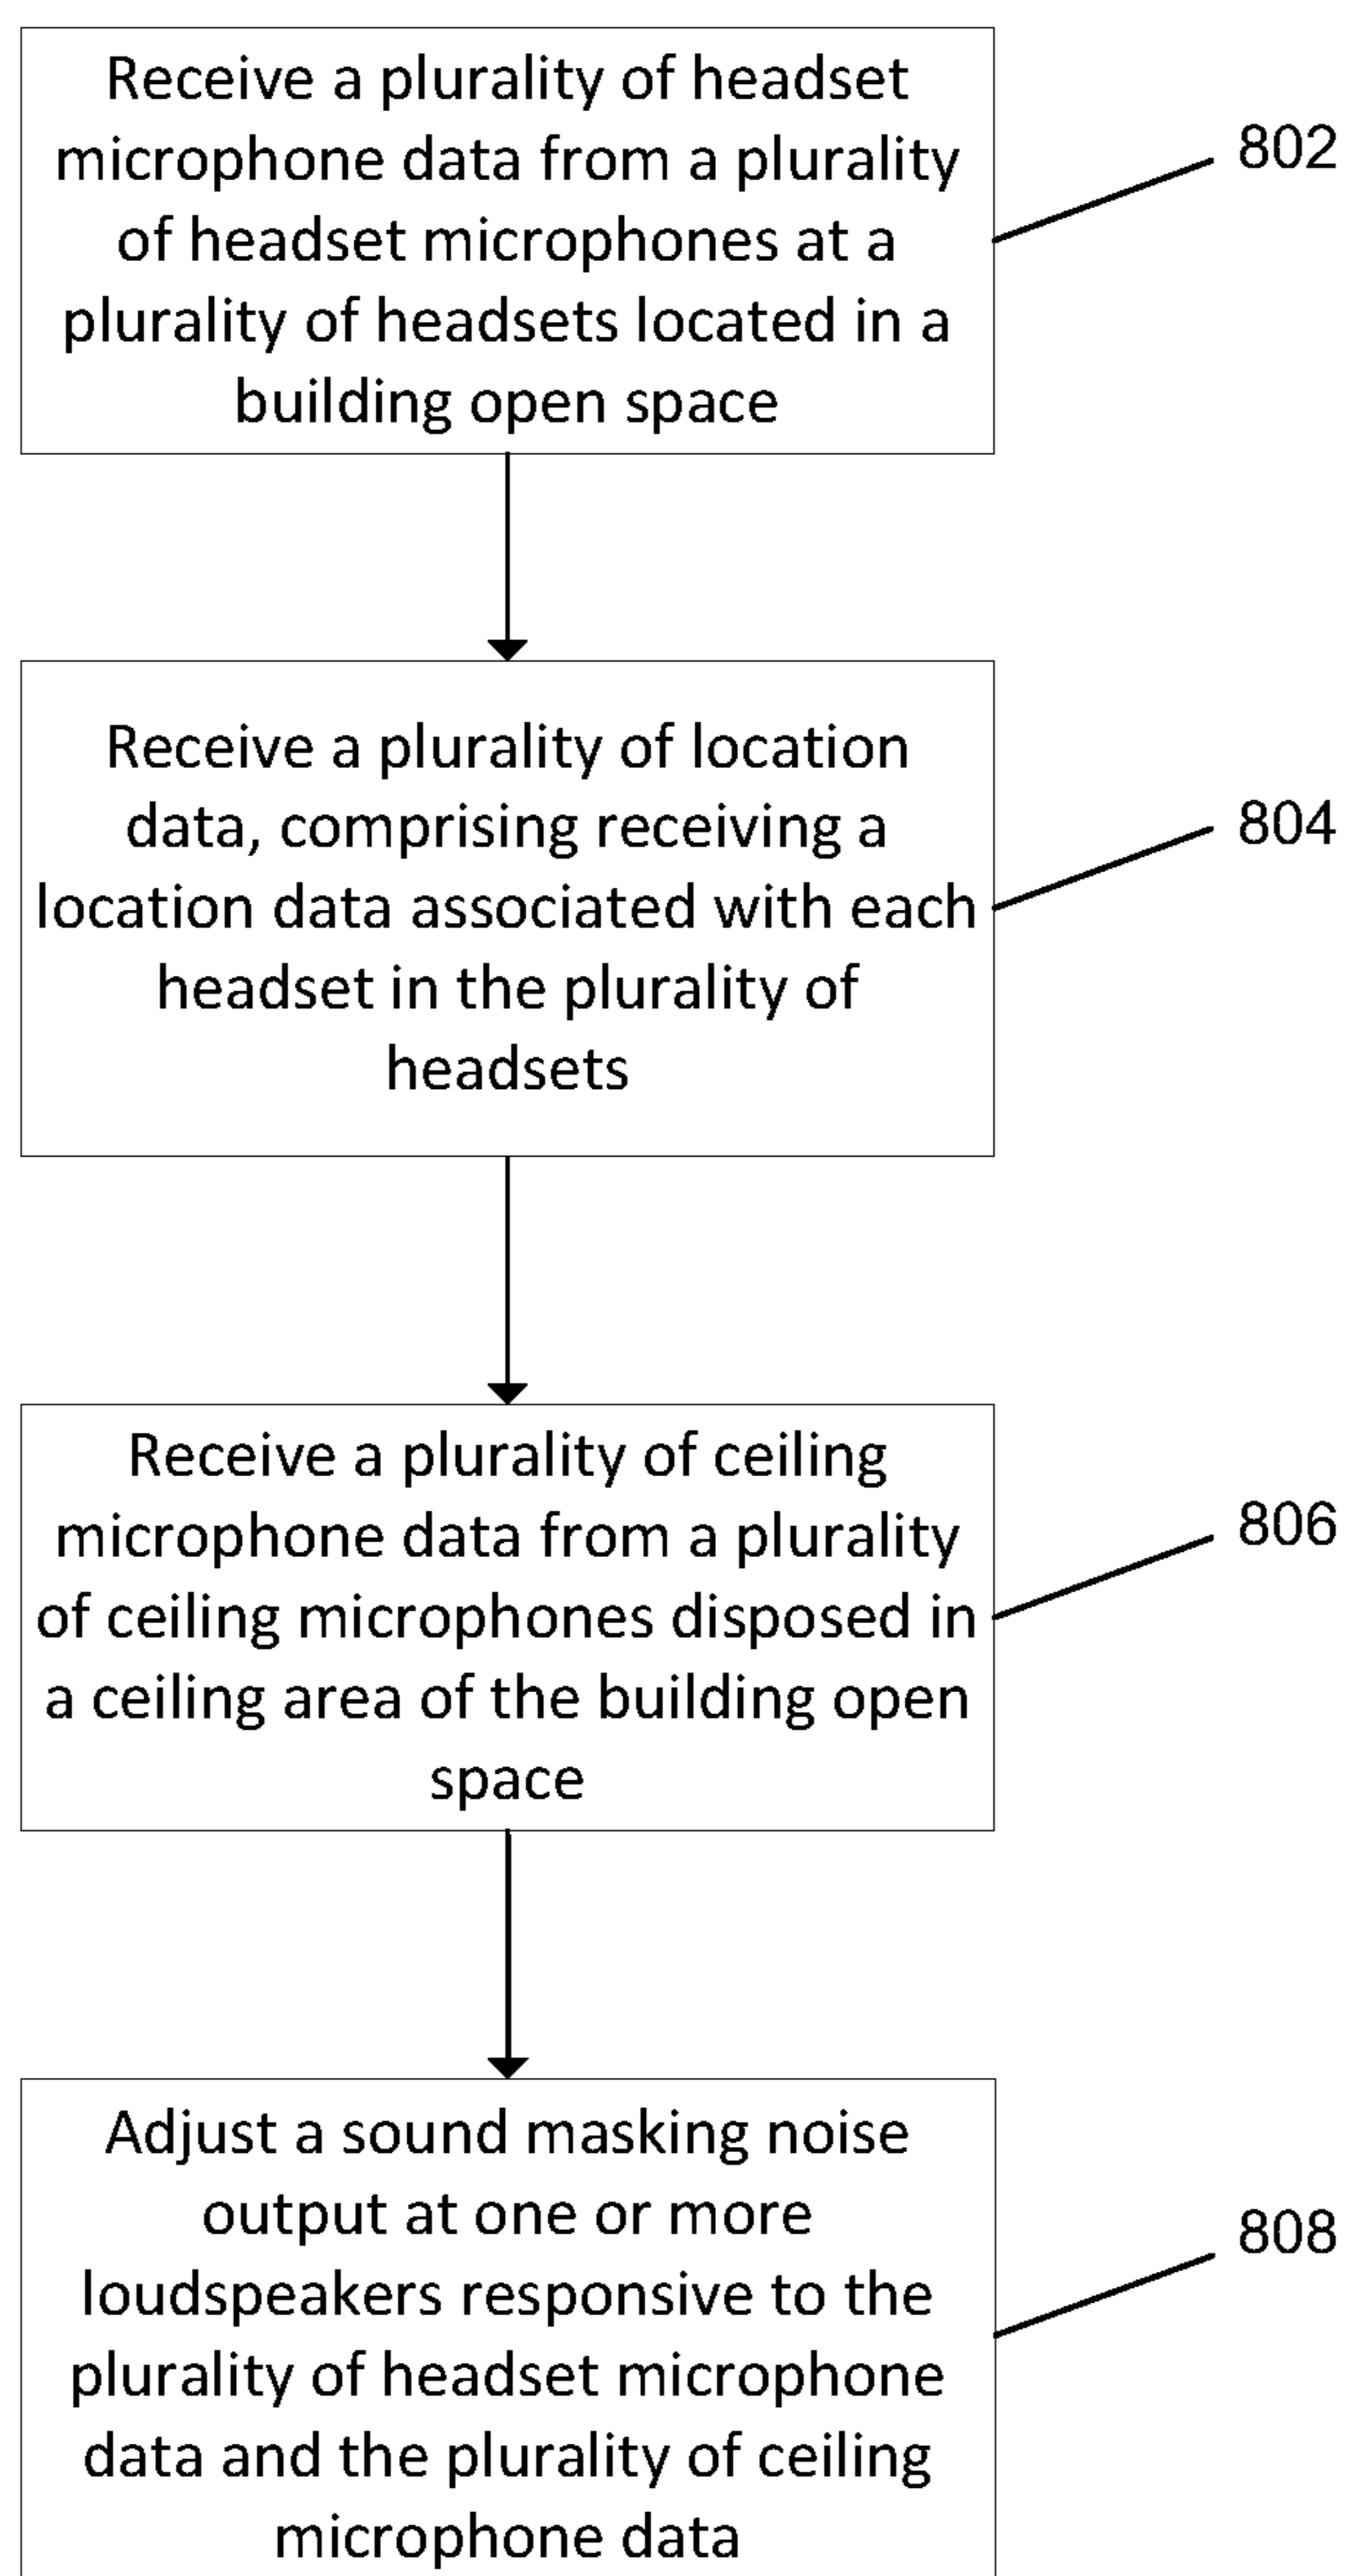 Receive a plurality of headset
microphone data from a plurality
of headset microphones at a
plurality of headsets located in a
building open space
802
Receive a plurality of location
data, comprising receiving a
location data associated with each
headset in the plurality of
headsets
804
Receive a plurality of ceiling
microphone data from a plurality
of ceiling microphones disposed in
a ceiling area of the building open
space
806
Adjust a sound masking noise
output at one or more
loudspeakers responsive to the
plurality of headset microphone
data and the plurality of ceiling
microphone data
808